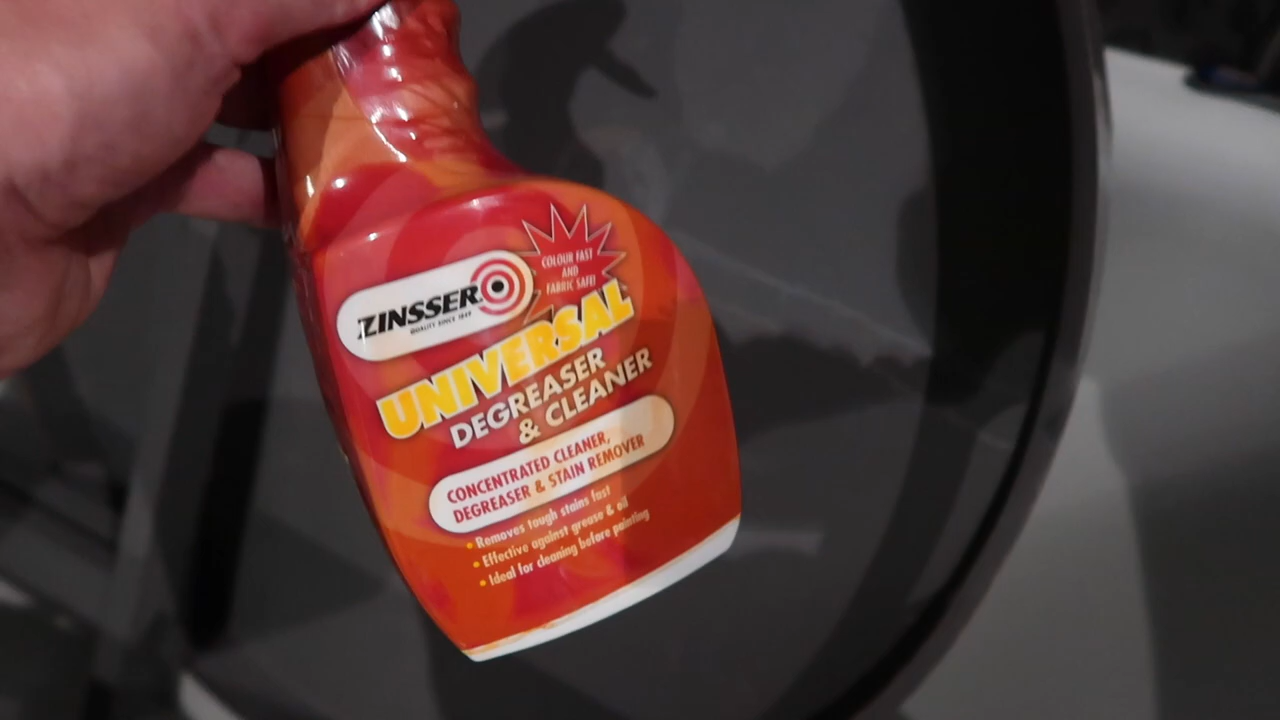 COLOUR FAST
AND
FABRIC SAFE!
ZINSSER
QUALITY SINCE 1849
UNIVERSAL
DEGREASER
& CLEANER
CONCENTRATED CLEANER,
DEGREASER & STAIN REMOVER
• Removes tough stains fast
• Effective against grease & oil
• Ideal for cleaning before painting